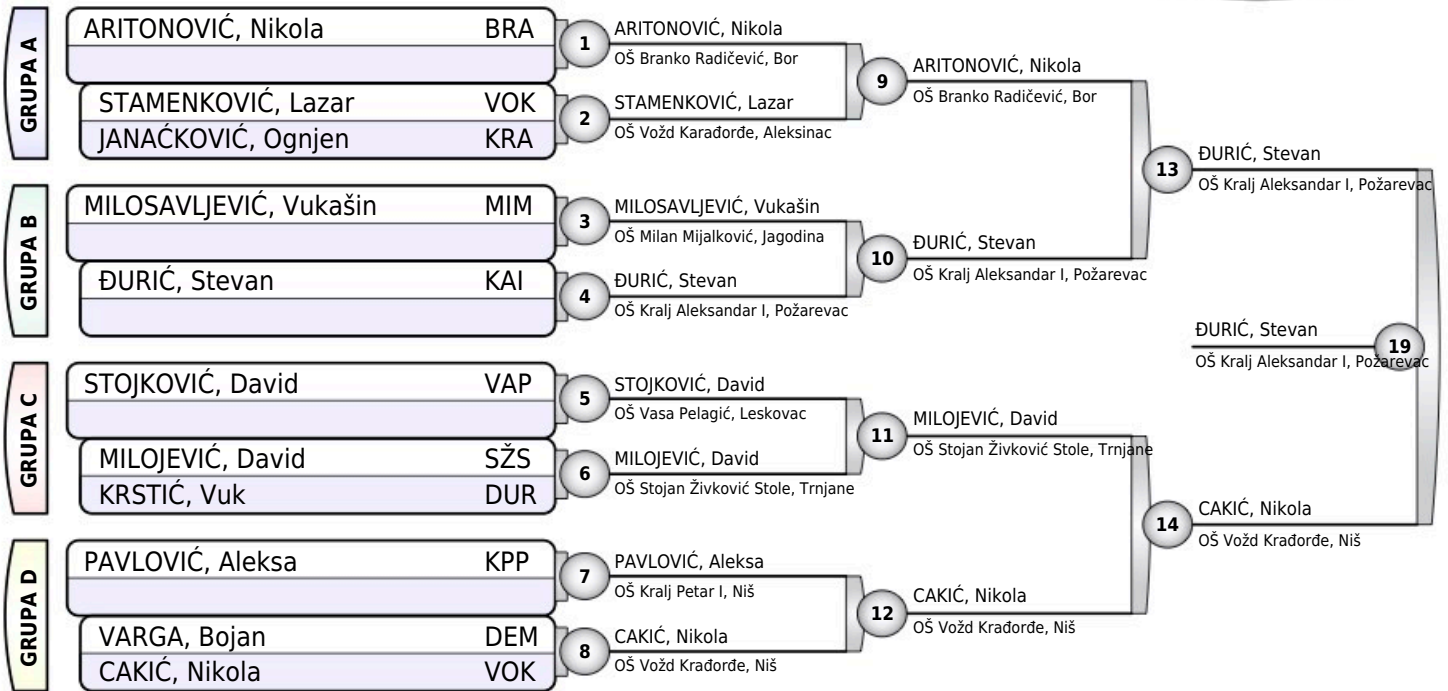 GRUPA A
ARITONOVIĆ, Nikola BRA
STAMENKOVIĆ, Lazar VOK
JANAĆKOVIĆ, Ognjen KRA
GRUPA B
MILOSAVLJEVIĆ, Vukašin MIM
ĐURIĆ, Stevan KAI
GRUPA C
STOJKOVIĆ, David VAP
MILOJEVIĆ, David SŽS
KRSTIĆ, Vuk DUR
GRUPA D
PAVLOVIĆ, Aleksa KPP
VARGA, Bojan DEM
CAKIĆ, Nikola VOK
1
ARITONOVIĆ, Nikola
OŠ Branko Radičević, Bor
2
STAMENKOVIĆ, Lazar
OŠ Vožd Karađorđe, Aleksinac
3
MILOSAVLJEVIĆ, Vukašin
OŠ Milan Mijalković, Jagodina
4
ĐURIĆ, Stevan
OŠ Kralj Aleksandar I, Požarevac
5
STOJKOVIĆ, David
OŠ Vasa Pelagić, Leskovac
6
MILOJEVIĆ, David
OŠ Stojan Živković Stole, Trnjane
7
PAVLOVIĆ, Aleksa
OŠ Kralj Petar I, Niš
8
CAKIĆ, Nikola
OŠ Vožd Krađorđe, Niš
9
ARITONOVIĆ, Nikola
OŠ Branko Radičević, Bor
10
ĐURIĆ, Stevan
OŠ Kralj Aleksandar I, Požarevac
11
MILOJEVIĆ, David
OŠ Stojan Živković Stole, Trnjane
12
CAKIĆ, Nikola
OŠ Vožd Krađorđe, Niš
13
ĐURIĆ, Stevan
OŠ Kralj Aleksandar I, Požarevac
14
CAKIĆ, Nikola
OŠ Vožd Krađorđe, Niš
19
ĐURIĆ, Stevan
OŠ Kralj Aleksandar I, Požarevac